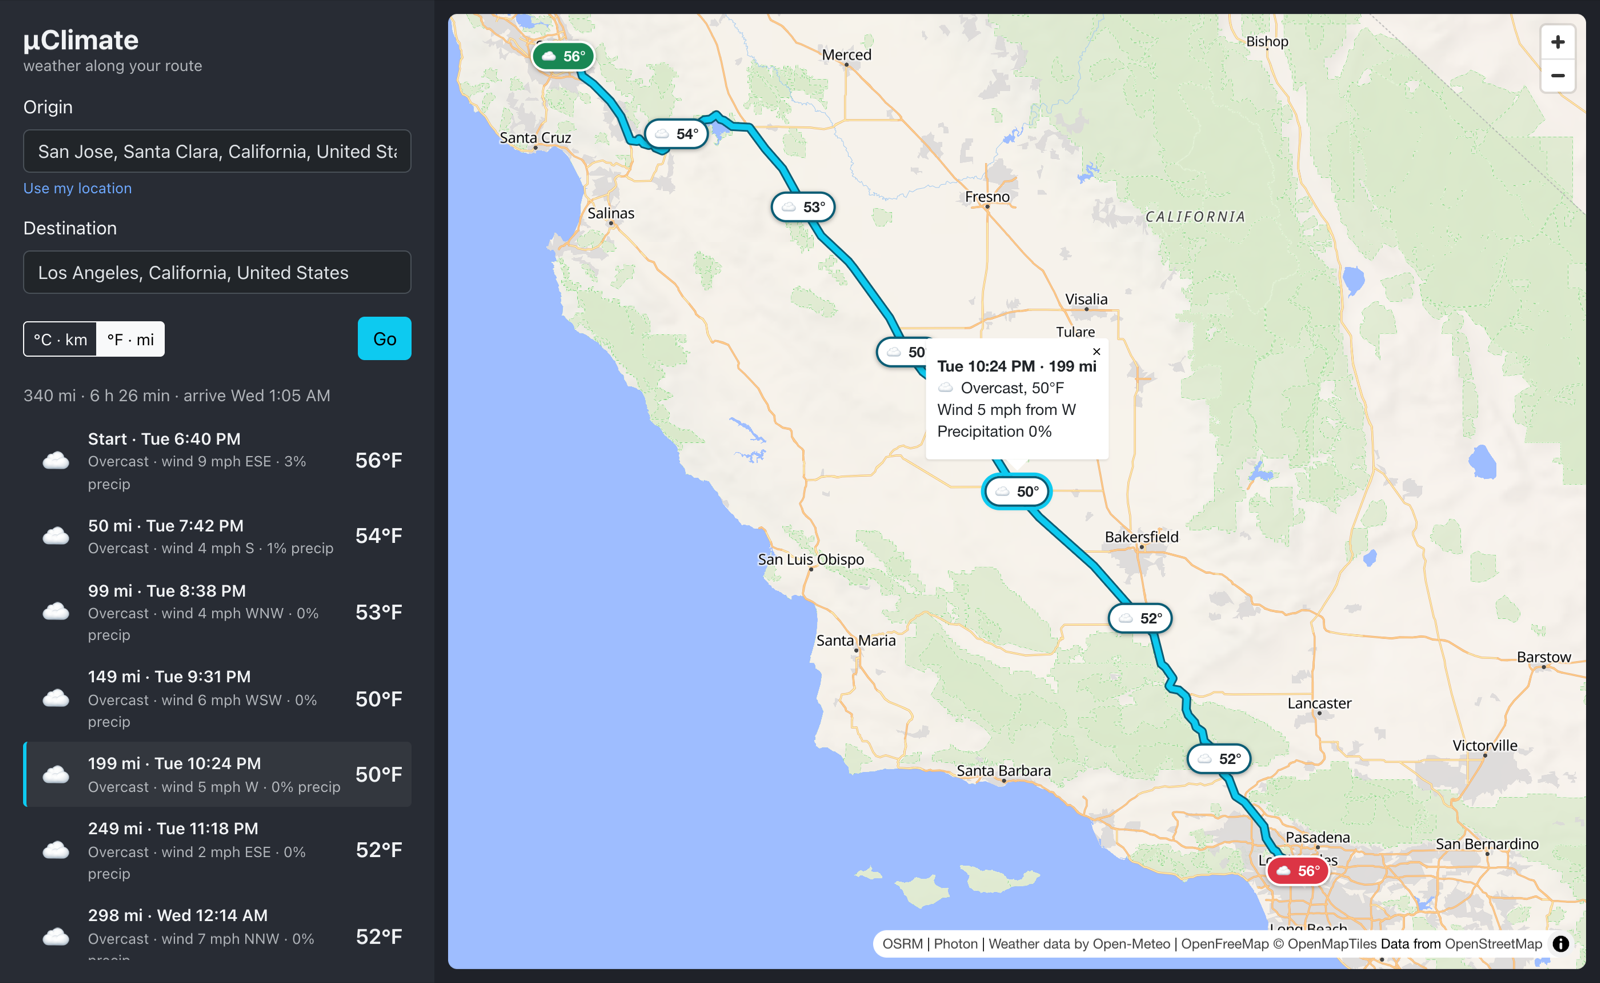 µClimate
weather along your route
Origin
San Jose, Santa Clara, California, United Sta
Use my location
Destination
Los Angeles, California, United States
°C · km
°F · mi
Go
340 mi · 6 h 26 min · arrive Wed 1:05 AM
Start · Tue 6:40 PM
Overcast · wind 9 mph ESE · 3%
precip
56°F
50 mi · Tue 7:42 PM
Overcast · wind 4 mph S · 1% precip
54°F
99 mi · Tue 8:38 PM
Overcast · wind 4 mph WNW · 0%
precip
53°F
149 mi · Tue 9:31 PM
Overcast · wind 6 mph WSW · 0%
precip
50°F
199 mi · Tue 10:24 PM
Overcast · wind 5 mph W · 0% precip
50°F
249 mi · Tue 11:18 PM
Overcast · wind 2 mph ESE · 0%
precip
52°F
298 mi · Wed 12:14 AM
Overcast · wind 7 mph NNW · 0%
precip
52°F
56°
Merced
Bishop
+
−
Santa Cruz
54°
Fresno
53°
Salinas
CALIFORNIA
Visalia
Tulare
50
×
Tue 10:24 PM · 199 mi
Overcast, 50°F
Wind 5 mph from W
Precipitation 0%
50°
Bakersfield
San Luis Obispo
52°
Santa Maria
Barstow
Lancaster
Victorville
52°
Santa Barbara
Pasadena
San Bernardino
56°
Long Beach
OSRM | Photon | Weather data by Open-Meteo | OpenFreeMap © OpenMapTiles Data from OpenStreetMap